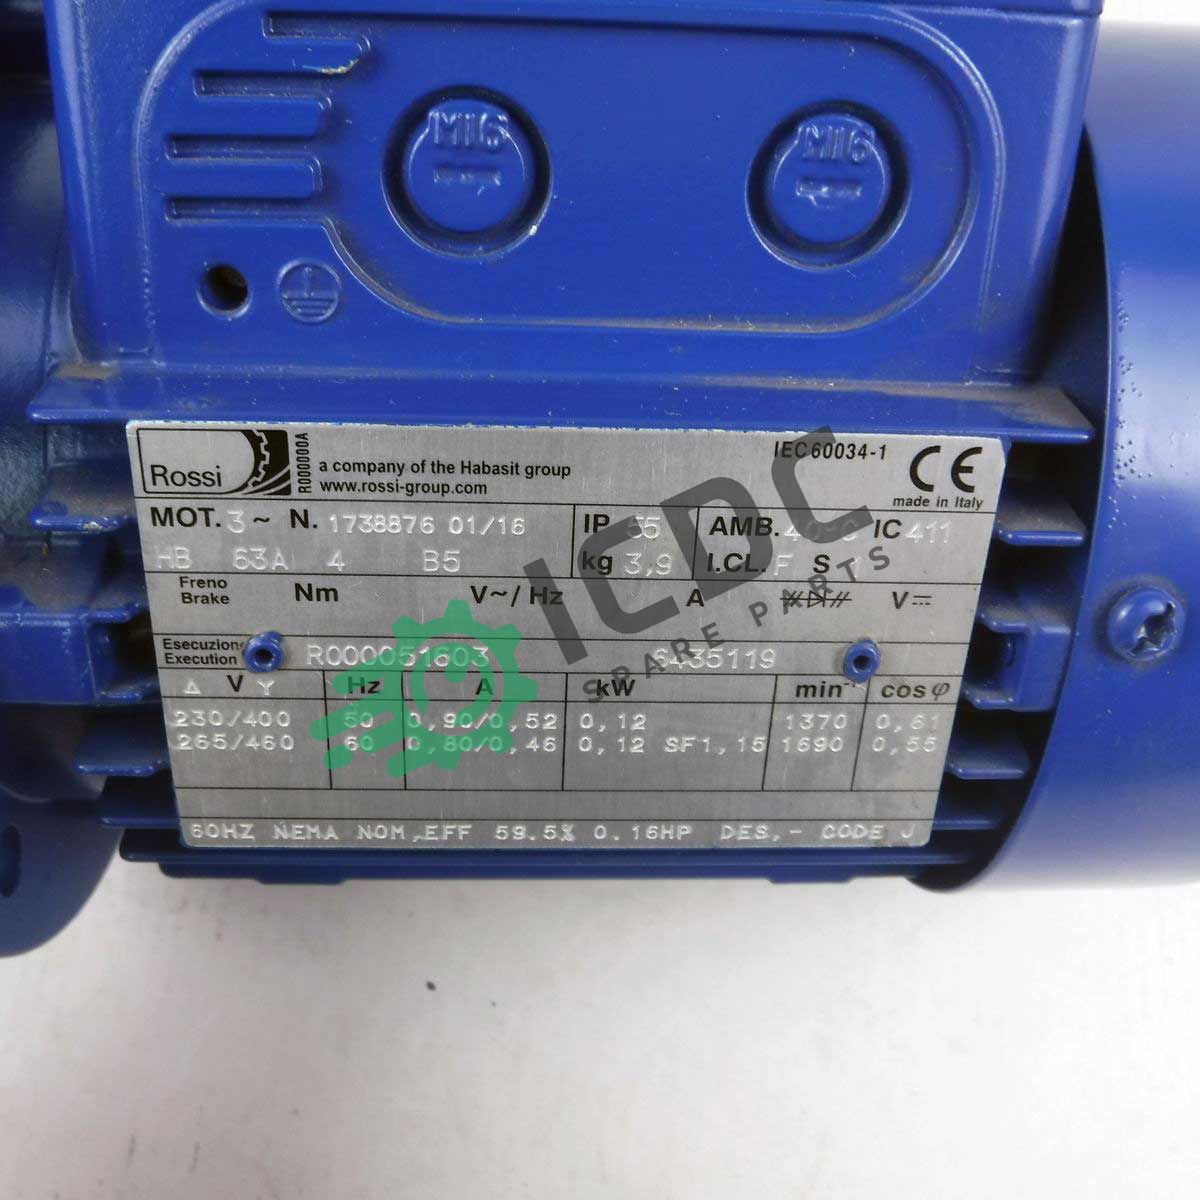 M16 M16
Rossi R000000A a company of the Habasit group IEC60034-1 CE
www.rossi-group.com made in Italy
MOT. 3~ N. 1738876 01/16 IP 55 AMB. 40°C IC 411
HB 63A 4 B5 kg 3,9 I.CL. F S1
Freno
Brake Nm V~/Hz A V
Esecuzione
Execution R000051603 6435119
Δ V Y Hz A kW min-1 cosφ
230/400 50 0,90/0,52 0,12 1370 0,61
265/460 60 0,80/0,46 0,12 SF1,15 1690 0,55
60HZ NEMA NOM,EFF 59.5% 0.16HP DES,- CODE J
ICDC
SPARE PARTS